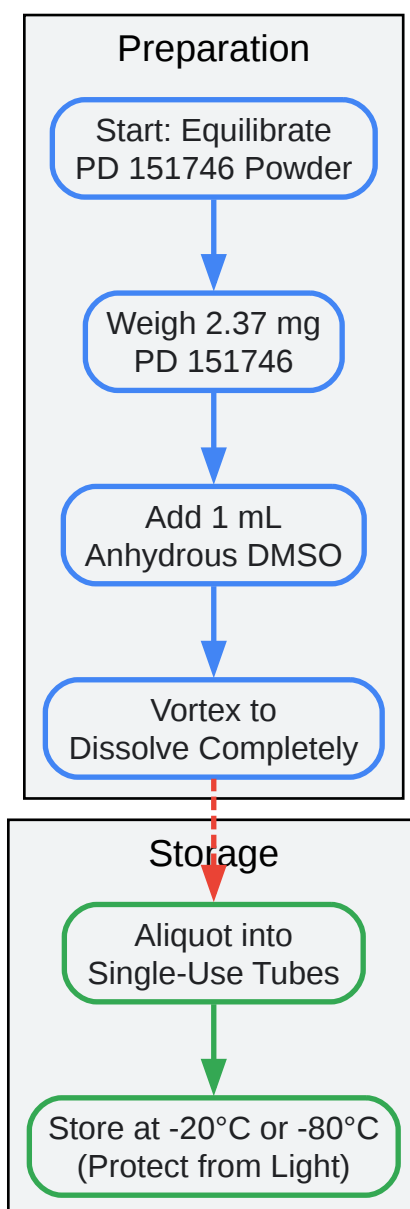 Preparation
Start: Equilibrate
PD 151746 Powder
Weigh 2.37 mg
PD 151746
Add 1 mL
Anhydrous DMSO
Vortex to
Dissolve Completely
Storage
Aliquot into
Single-Use Tubes
Store at -20°C or -80°C
(Protect from Light)